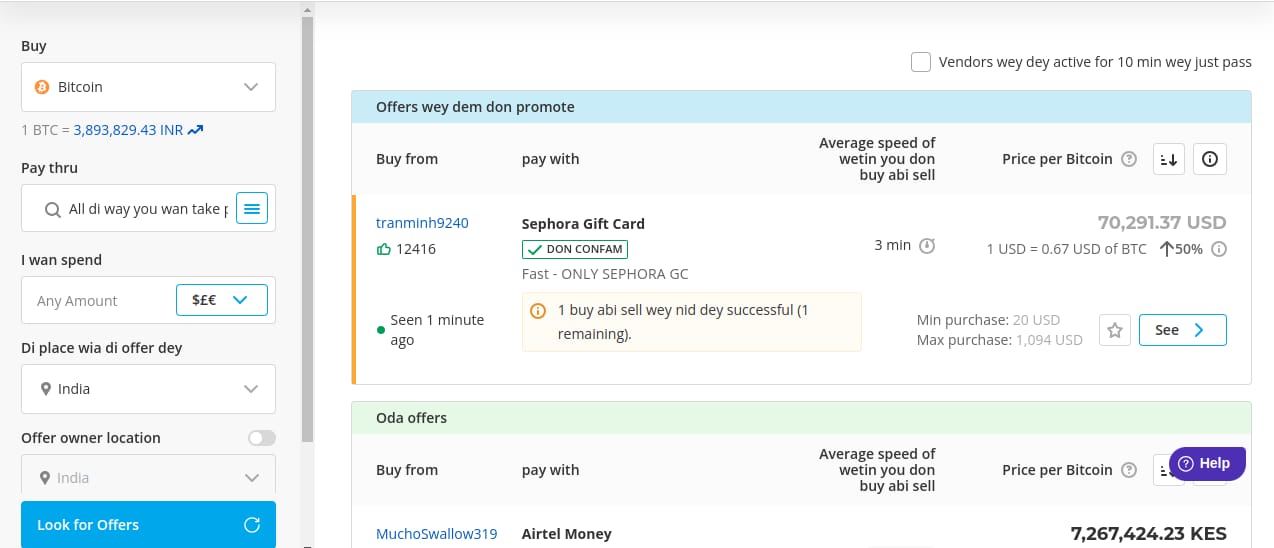 Buy
Bitcoin
1 BTC = 3,893,829.43 INR
Pay thru
All di way you wan take
I wan spend
Any Amount
$£€
Di place wia di offer dey
India
Offer owner location
India
Look for Offers
Vendors wey dey active for 10 min wey just pass
Offers wey dem don promote
Buy from
pay with
Average speed of
wetin you don
buy abi sell
Price per Bitcoin
tranminh9240
12416
Sephora Gift Card
DON CONFAM
Fast - ONLY SEPHORA GC
3 min
70,291.37 USD
1 USD = 0.67 USD of BTC
50%
Seen 1 minute
ago
1 buy abi sell wey nid dey successful (1
remaining).
Min purchase: 20 USD
Max purchase: 1,094 USD
See
Oda offers
Buy from
pay with
Average speed of
wetin you don
buy abi sell
Price per Bitcoin
Help
MuchoSwallow319
Airtel Money
7,267,424.23 KES